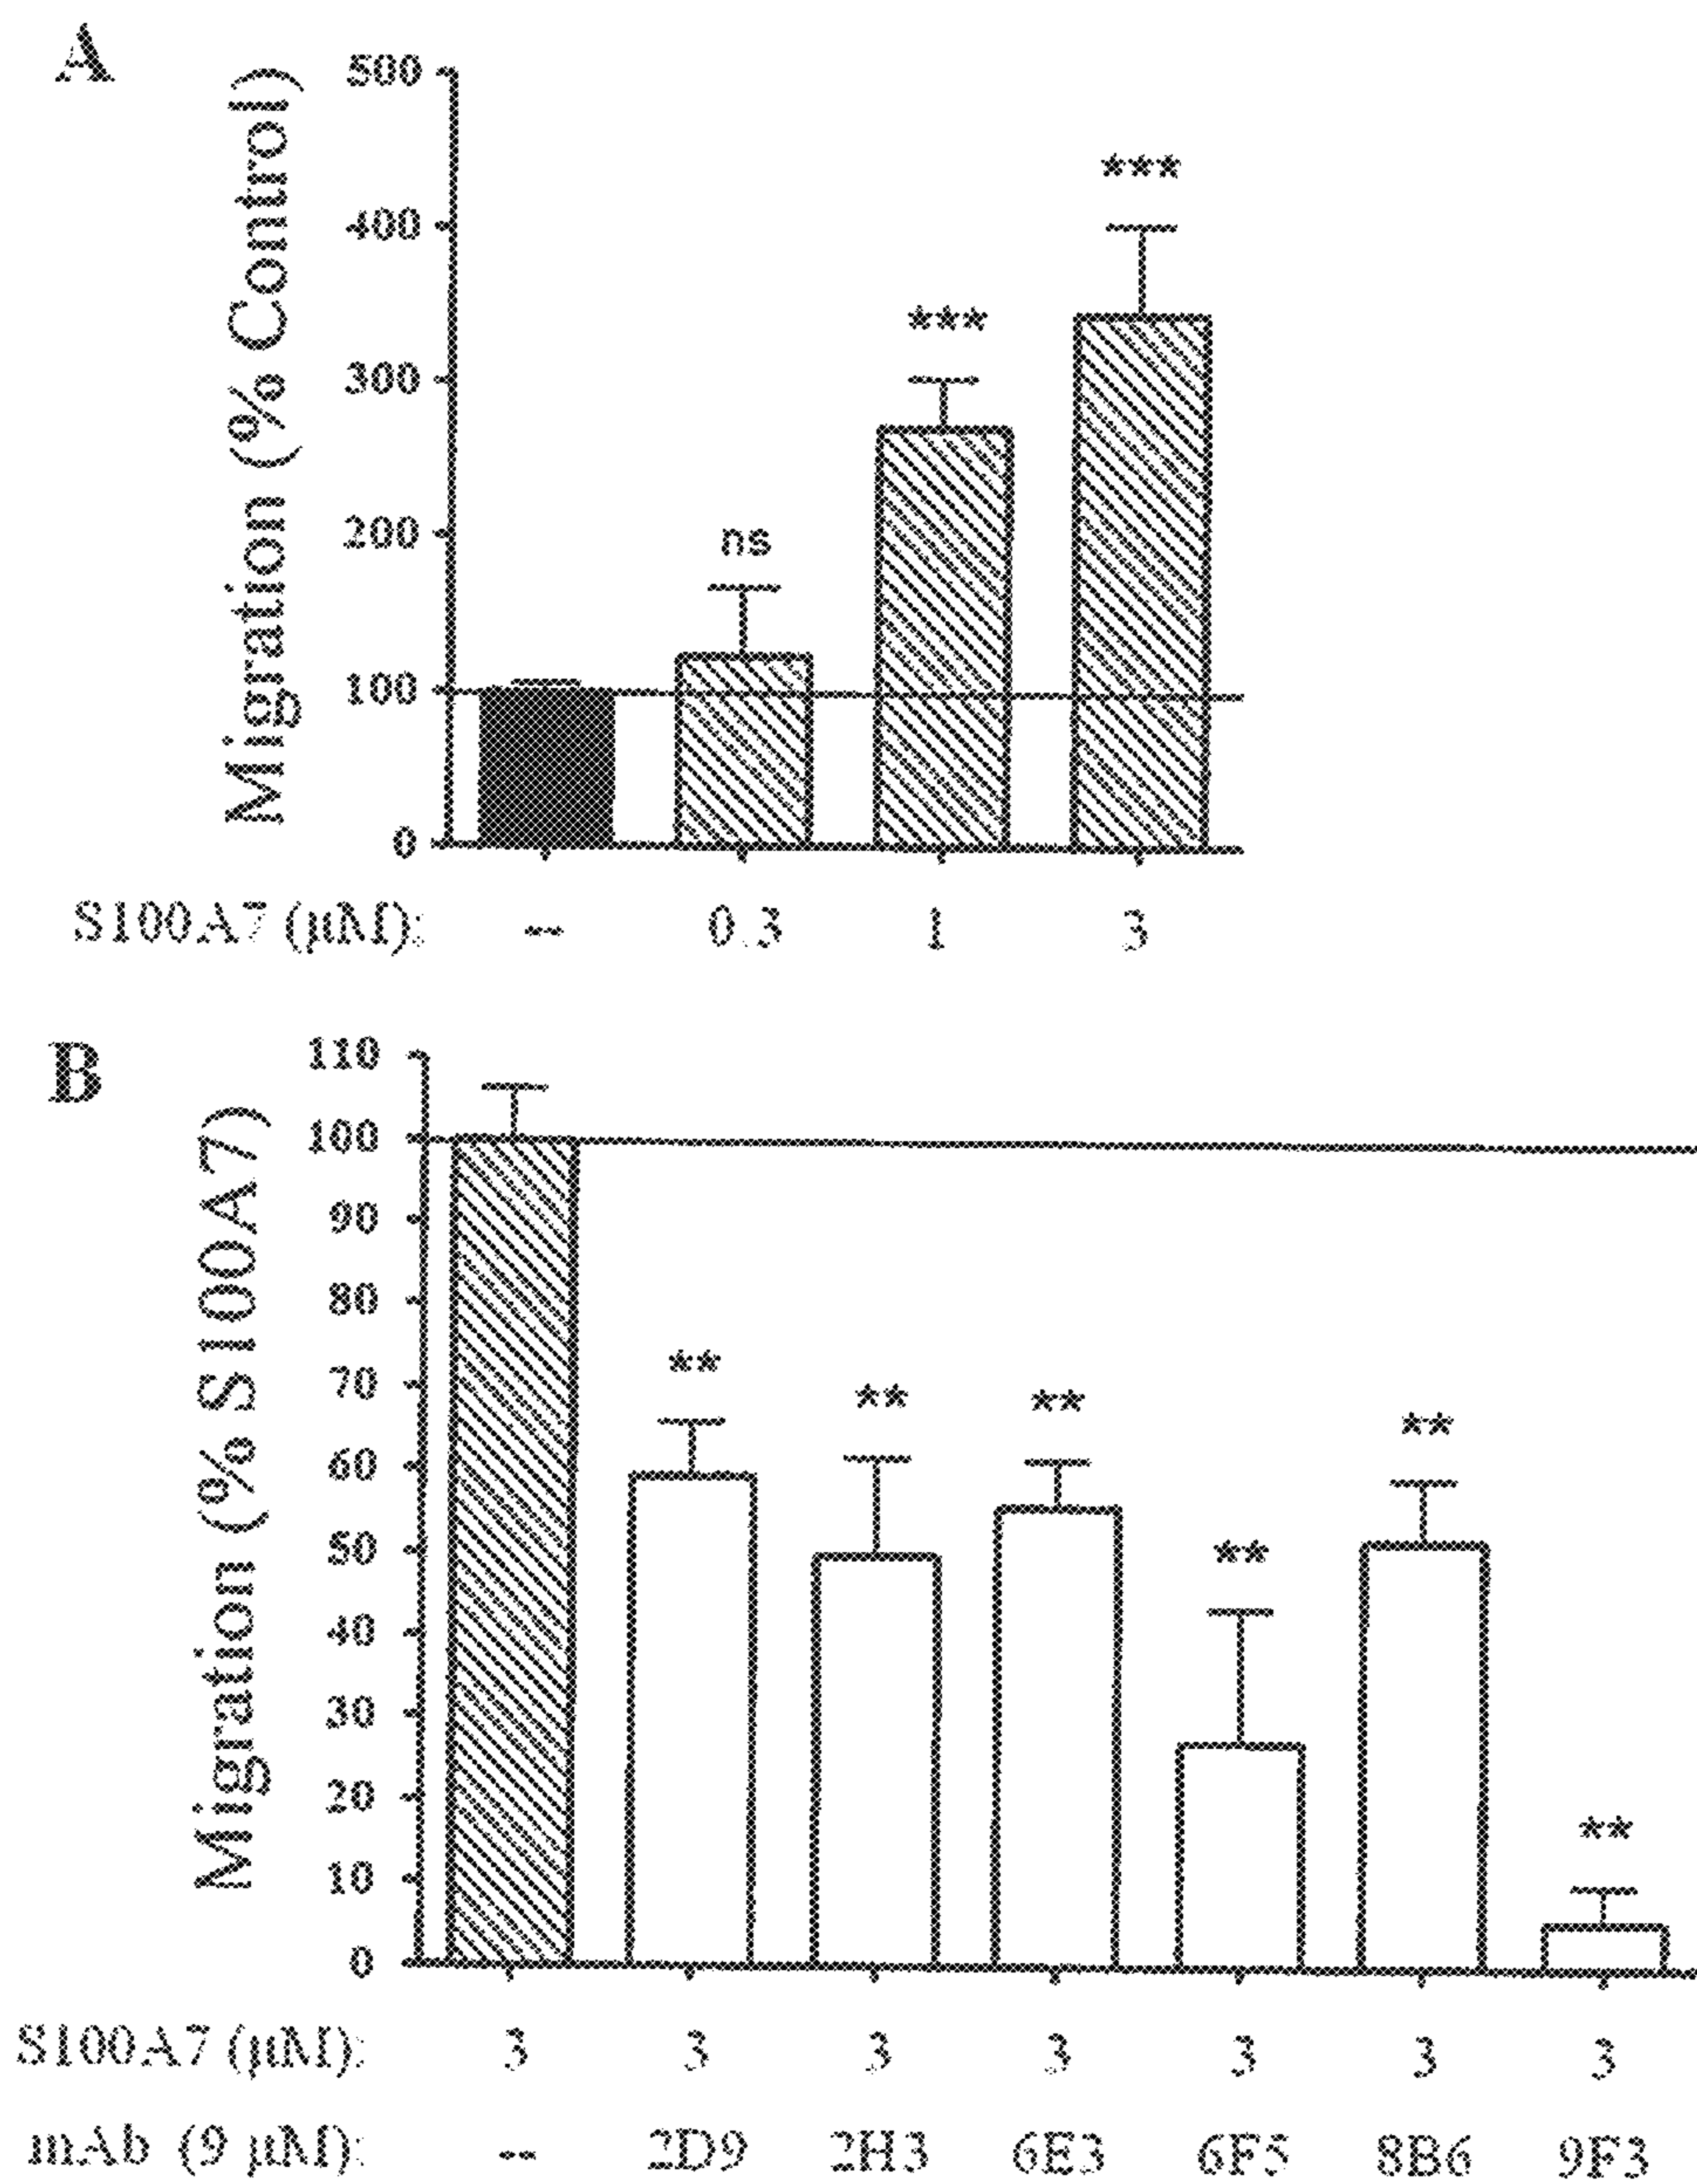 A
Migration (% Control)
500
400
300
200
100
0
ns
***
***
S100A7 (µM): -- 0.3 1 3
B
Migration (% S100A7)
110
100
90
80
70
60
50
40
30
20
10
0
** ** ** ** ** **
S100A7 (µM): 3 3 3 3 3 3 3
mAb (9 µM): -- 2D9 2H3 6E3 6F5 8B6 9F3